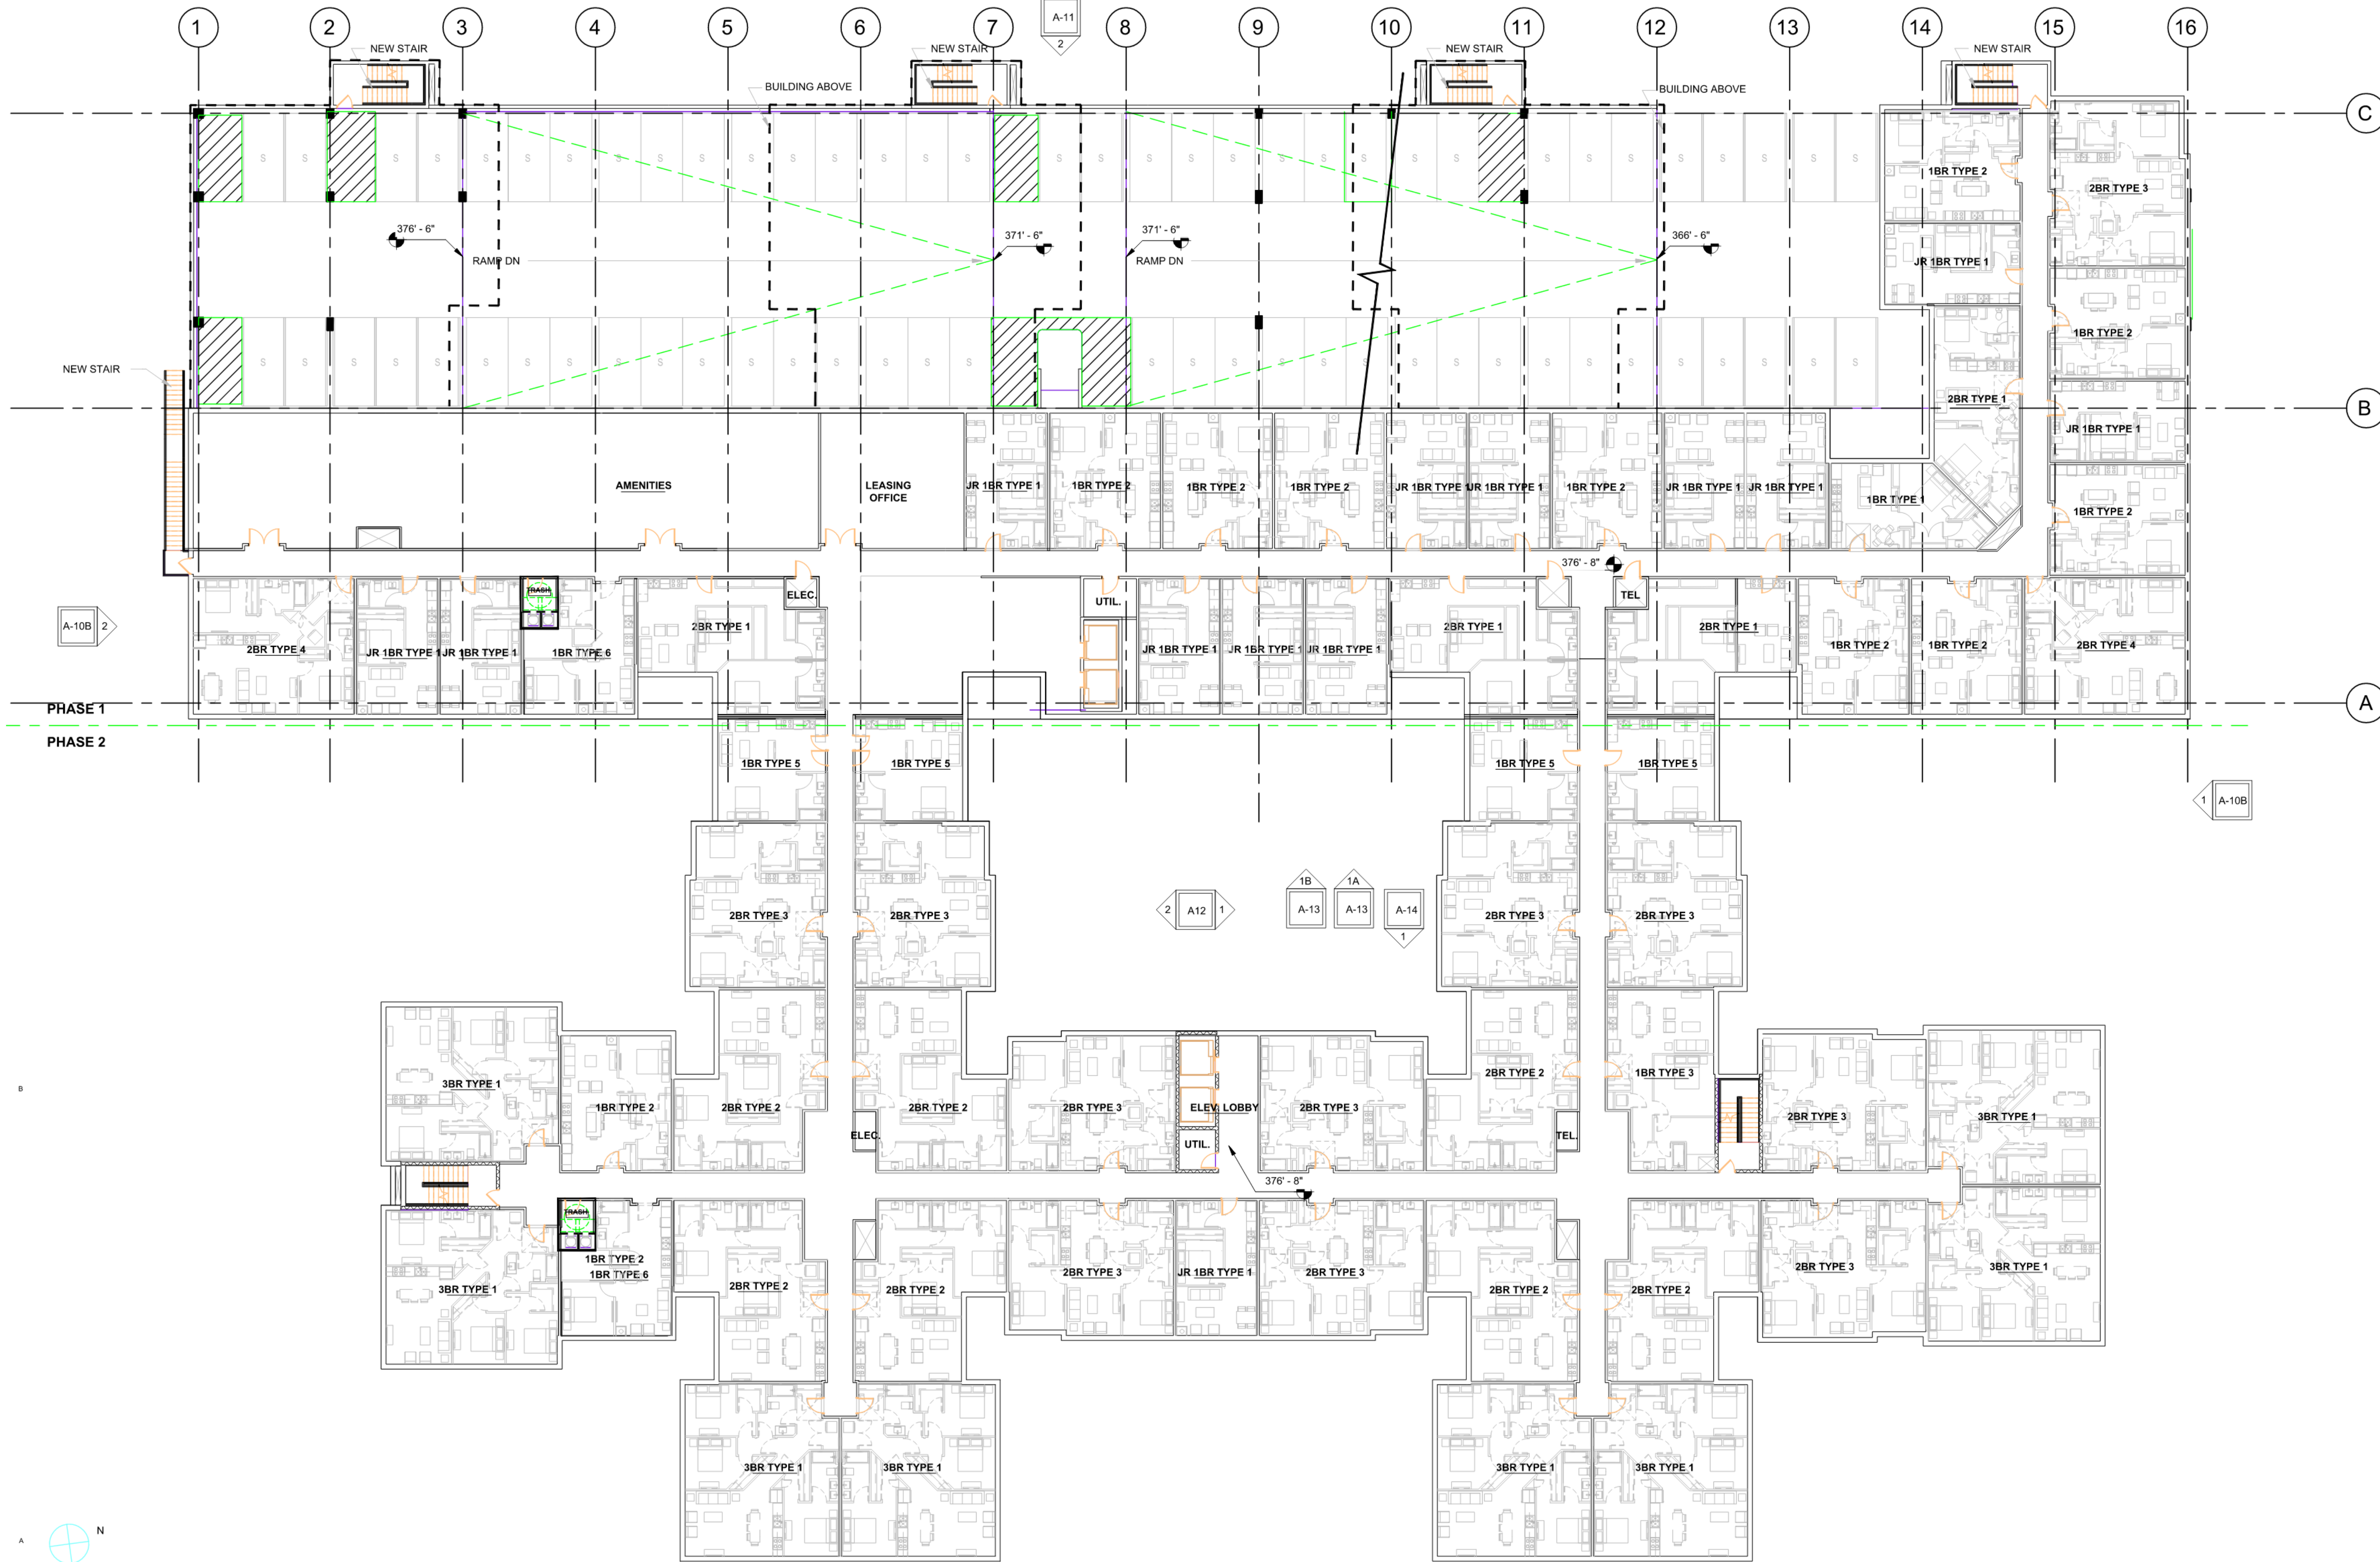 A-11
2
1
2
3
4
5
6
7
8
9
10
11
12
13
14
15
16
NEW STAIR
NEW STAIR
NEW STAIR
NEW STAIR
BUILDING ABOVE
BUILDING ABOVE
C
S S S S S S S S S S S S S S S S S S S S S S S S S S S S S S S S S
1BR TYPE 2
2BR TYPE 3
376' - 6"
371' - 6"
371' - 6"
366' - 6"
RAMP DN
RAMP DN
JR 1BR TYPE 1
1BR TYPE 2
S S S S S S S S S S S S S S S S S S S S S S S S S S S S S S S S S
NEW STAIR
2BR TYPE 1
B
JR 1BR TYPE 1
AMENITIES
LEASING
OFFICE
JR 1BR TYPE 1
1BR TYPE 2
1BR TYPE 2
1BR TYPE 2
JR 1BR TYPE 1
JR 1BR TYPE 1
1BR TYPE 2
JR 1BR TYPE 1
JR 1BR TYPE 1
1BR TYPE 1
1BR TYPE 2
376' - 8"
TRASH
ELEC.
UTIL.
TEL
A-10B
2
2BR TYPE 4
JR 1BR TYPE 1
JR 1BR TYPE 1
1BR TYPE 6
2BR TYPE 1
JR 1BR TYPE 1
JR 1BR TYPE 1
JR 1BR TYPE 1
2BR TYPE 1
2BR TYPE 1
1BR TYPE 2
1BR TYPE 2
2BR TYPE 4
A
PHASE 1
PHASE 2
1BR TYPE 5
1BR TYPE 5
1BR TYPE 5
1BR TYPE 5
1
A-10B
2BR TYPE 3
2BR TYPE 3
2
A12
1
1B
A-13
1A
A-13
A-14
1
2BR TYPE 3
2BR TYPE 3
B
3BR TYPE 1
1BR TYPE 2
2BR TYPE 2
2BR TYPE 2
2BR TYPE 3
ELEV. LOBBY
2BR TYPE 3
2BR TYPE 2
1BR TYPE 3
2BR TYPE 3
3BR TYPE 1
ELEC.
UTIL.
TEL.
376' - 8"
TRASH
1BR TYPE 2
1BR TYPE 6
3BR TYPE 1
2BR TYPE 2
2BR TYPE 2
2BR TYPE 3
JR 1BR TYPE 1
2BR TYPE 3
2BR TYPE 2
2BR TYPE 2
2BR TYPE 3
3BR TYPE 1
3BR TYPE 1
3BR TYPE 1
3BR TYPE 1
3BR TYPE 1
A
N